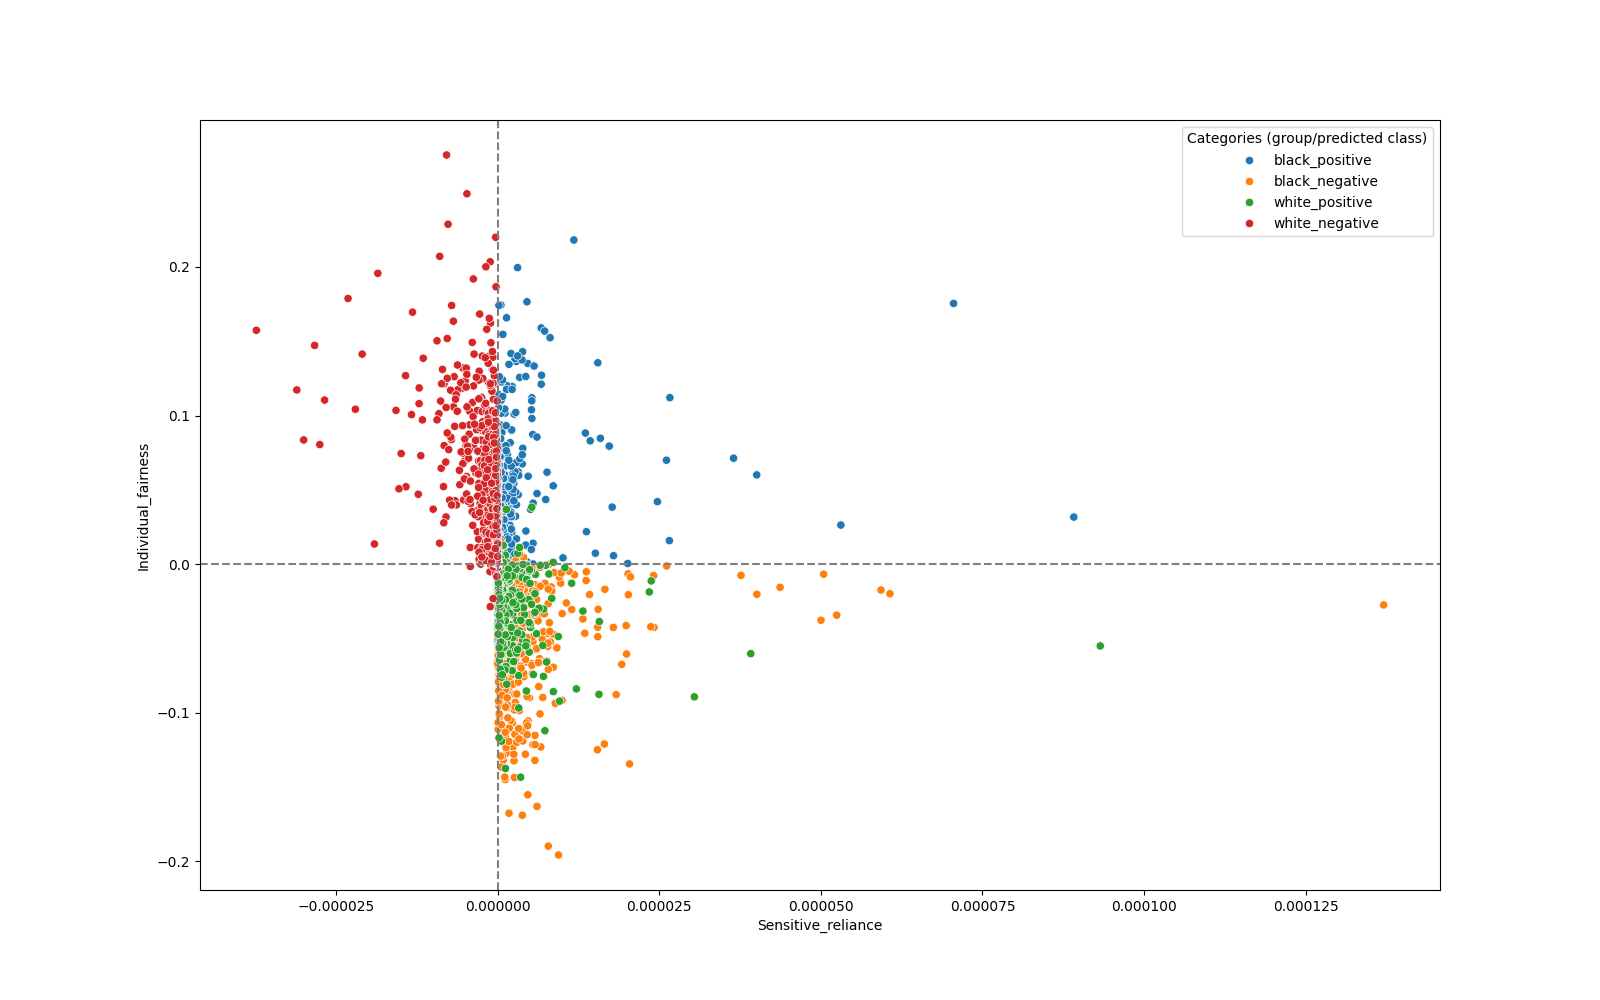 Categories (group/predicted class)
black_positive
black_negative
white_positive
white_negative
0.2
0.1
0.0
−0.1
−0.2
Individual_fairness
−0.000025 0.000000 0.000025 0.000050 0.000075 0.000100 0.000125
Sensitive_reliance